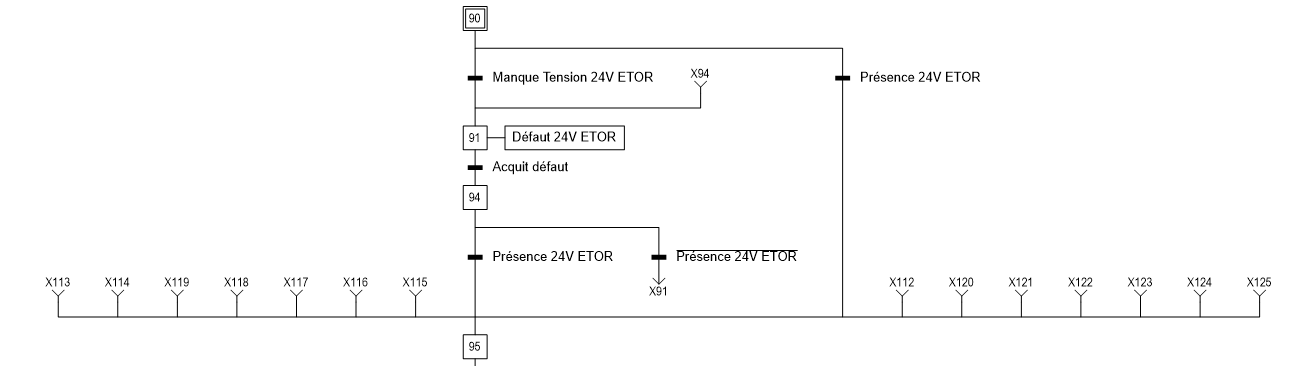 90
Manque Tension 24V ETOR
X94
Présence 24V ETOR
91
Défaut 24V ETOR
Acquit défaut
94
Présence 24V ETOR
Présence 24V ETOR
X91
X113
X114
X119
X118
X117
X116
X115
X112
X120
X121
X122
X123
X124
X125
95